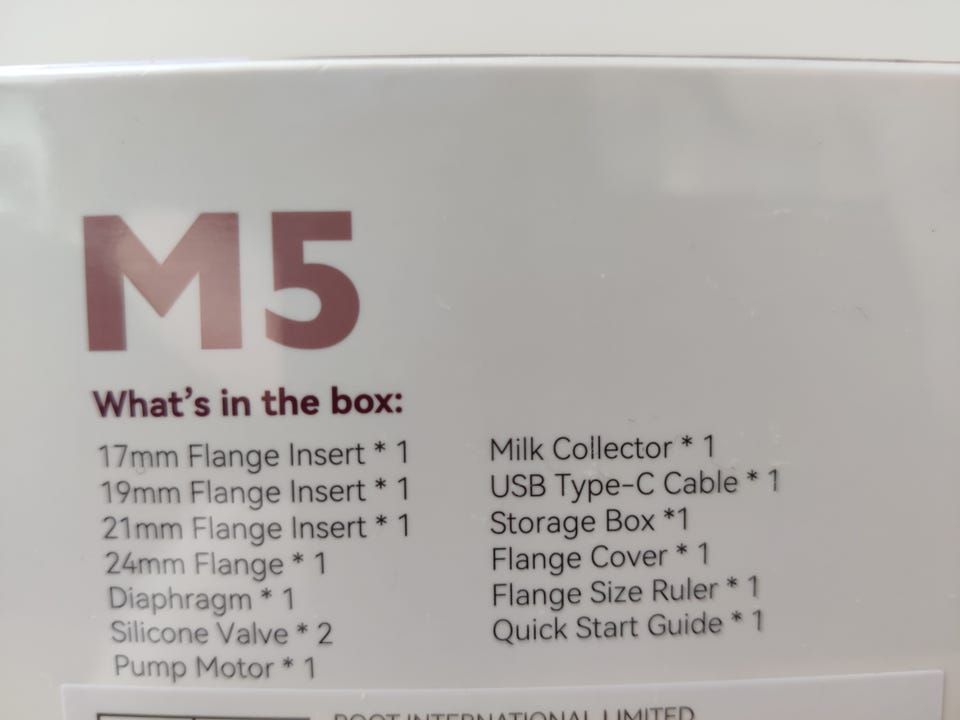 M5
What's in the box:
17mm Flange Insert * 1
19mm Flange Insert * 1
21mm Flange Insert * 1
24mm Flange * 1
Diaphragm * 1
Silicone Valve * 2
Pump Motor * 1
Milk Collector * 1
USB Type-C Cable * 1
Storage Box *1
Flange Cover * 1
Flange Size Ruler * 1
Quick Start Guide * 1
INTERNATIONAL LIMITED